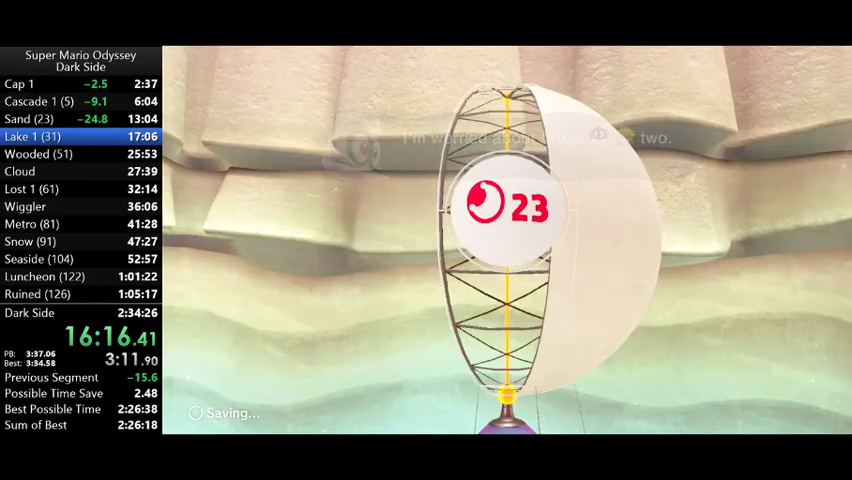 Super Mario Odyssey
Dark Side
Cap 1 −2.5 2:37
Cascade 1 (5) −9.1 6:04
Sand (23) −24.8 13:04
Lake 1 (31) 17:06
Wooded (51) 25:53
Cloud 27:39
Lost 1 (61) 32:14
Wiggler 36:06
Metro (81) 41:28
Snow (91) 47:27
Seaside (104) 52:57
Luncheon (122) 1:01:22
Ruined (126) 1:05:17
Dark Side 2:34:26
16:16.41
PB: 3:37.06
Best: 3:34.58
3:11.90
Previous Segment −15.6
Possible Time Save 2.48
Best Possible Time 2:26:38
Sum of Best 2:26:18
I'm worried about two.
23
Saving...